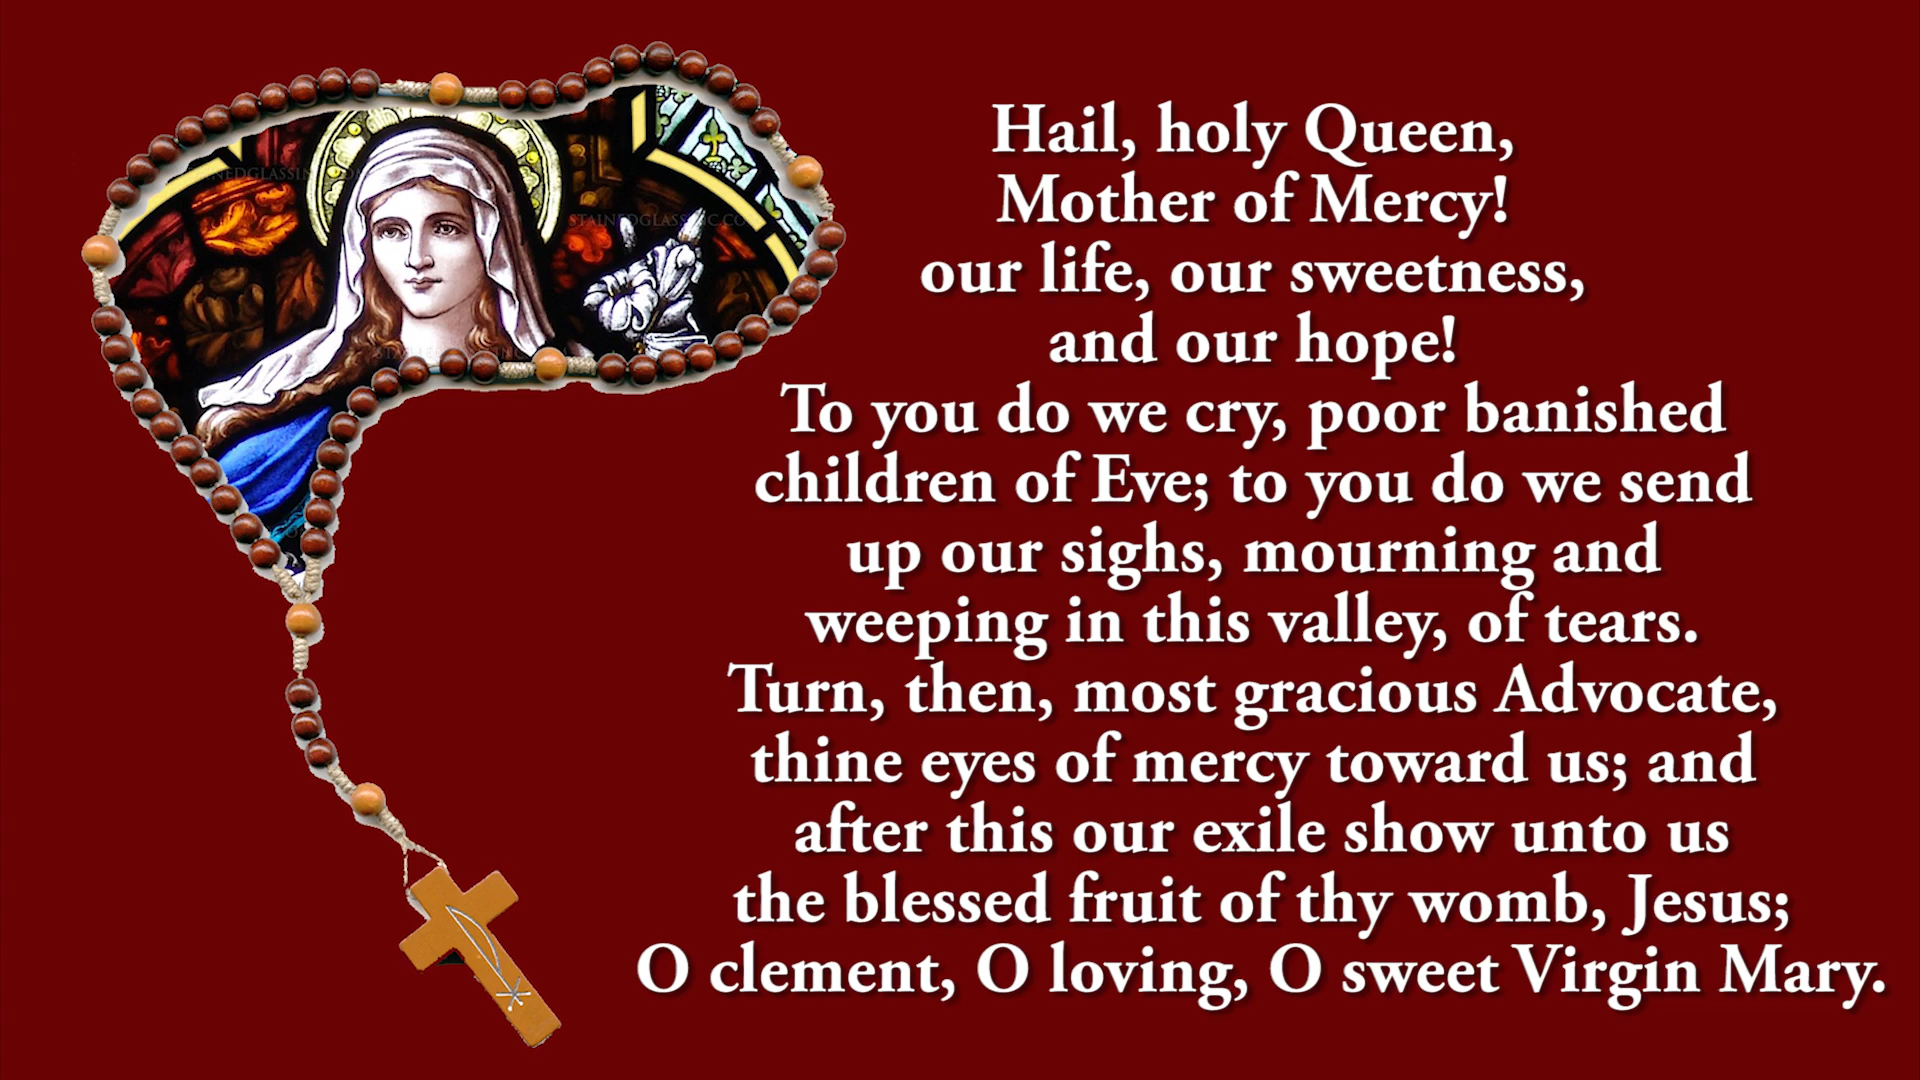 Hail, holy Queen,
Mother of Mercy!
our life, our sweetness,
and our hope!
To you do we cry, poor banished
children of Eve; to you do we send
up our sighs, mourning and
weeping in this valley, of tears.
Turn, then, most gracious Advocate,
thine eyes of mercy toward us; and
after this our exile show unto us
the blessed fruit of thy womb, Jesus;
O clement, O loving, O sweet Virgin Mary.